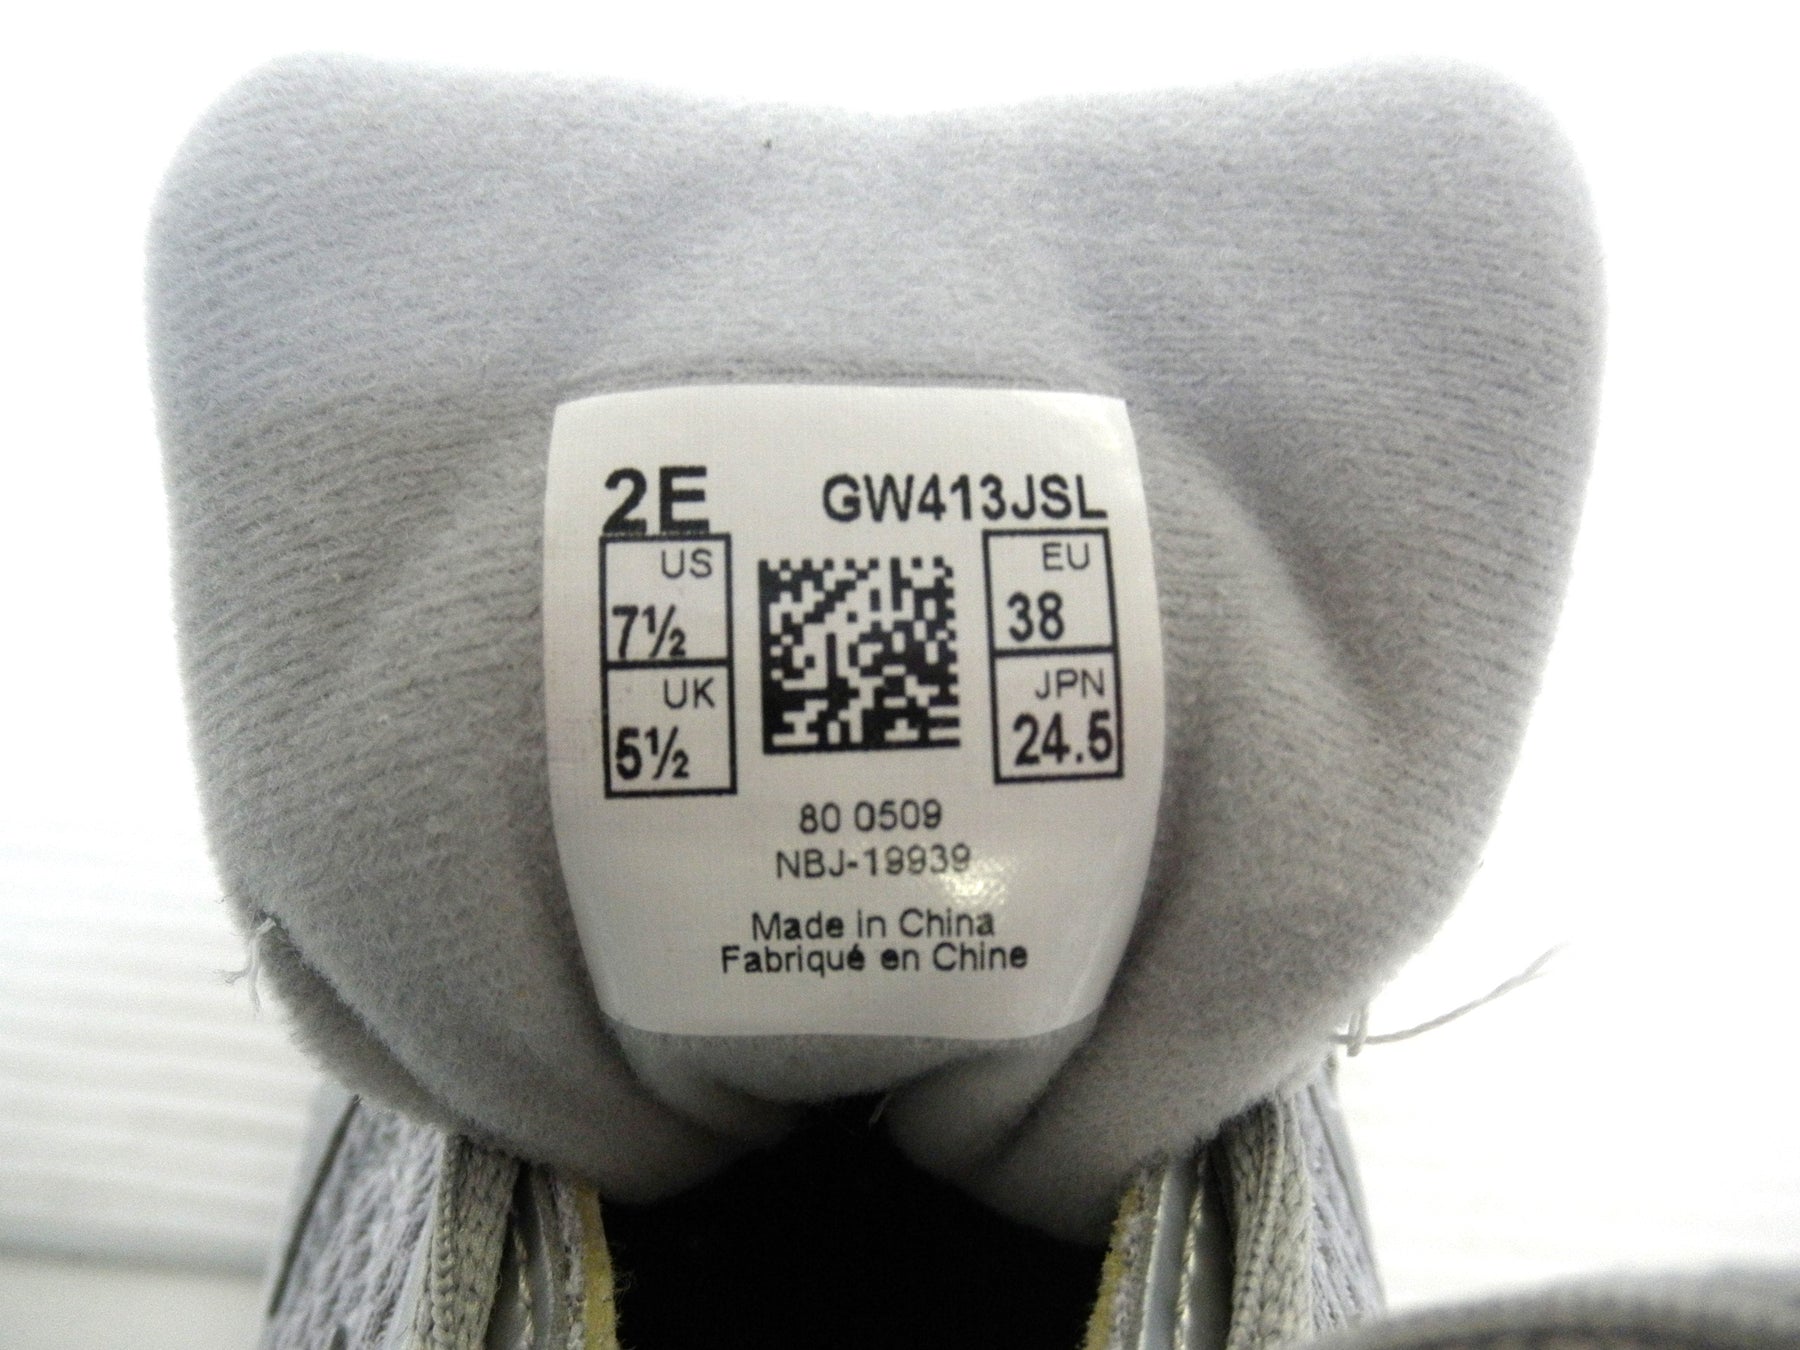 2E GW413JSL
US
7½
UK
5½
EU
38
JPN
24.5
80 0509
NBJ-19939
Made in China
Fabriqué en Chine